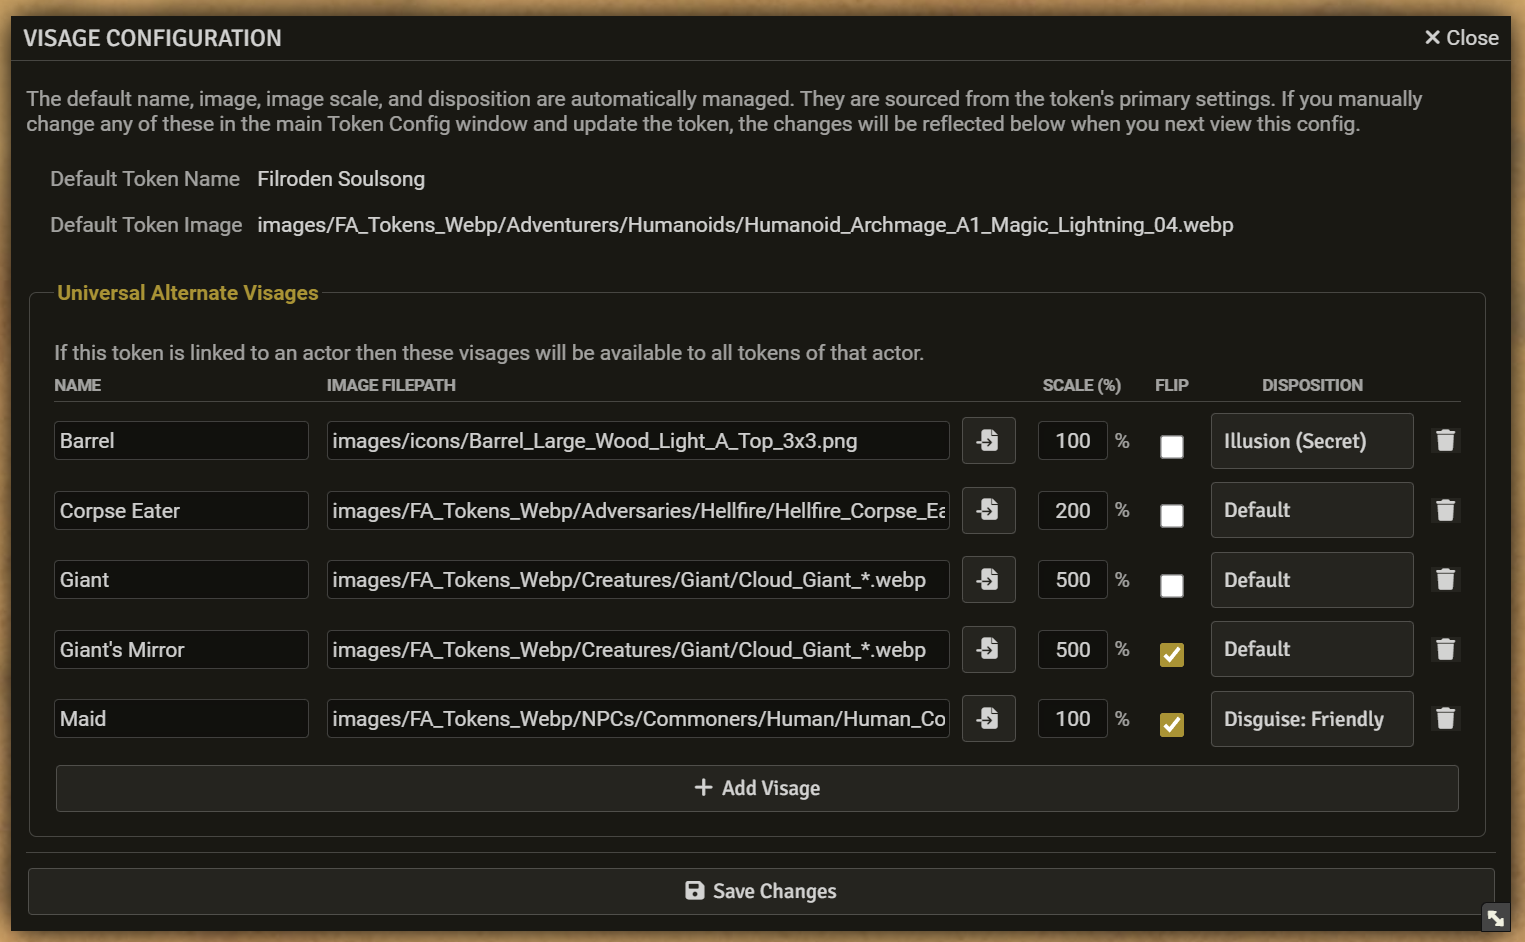 VISAGE CONFIGURATION
Close
The default name, image, image scale, and disposition are automatically managed. They are sourced from the token's primary settings. If you manually
change any of these in the main Token Config window and update the token, the changes will be reflected below when you next view this config.
Default Token Name Filroden Soulsong
Default Token Image images/FA_Tokens_Webp/Adventurers/Humanoids/Humanoid_Archmage_A1_Magic_Lightning_04.webp
Universal Alternate Visages
If this token is linked to an actor then these visages will be available to all tokens of that actor.
NAME IMAGE FILEPATH SCALE (%) FLIP DISPOSITION
Barrel images/icons/Barrel_Large_Wood_Light_A_Top_3x3.png 100 % Illusion (Secret)
Corpse Eater images/FA_Tokens_Webp/Adversaries/Hellfire/Hellfire_Corpse_Ea 200 % Default
Giant images/FA_Tokens_Webp/Creatures/Giant/Cloud_Giant_*.webp 500 % Default
Giant's Mirror images/FA_Tokens_Webp/Creatures/Giant/Cloud_Giant_*.webp 500 % Default
Maid images/FA_Tokens_Webp/NPCs/Commoners/Human/Human_Co 100 % Disguise: Friendly
Add Visage
Save Changes